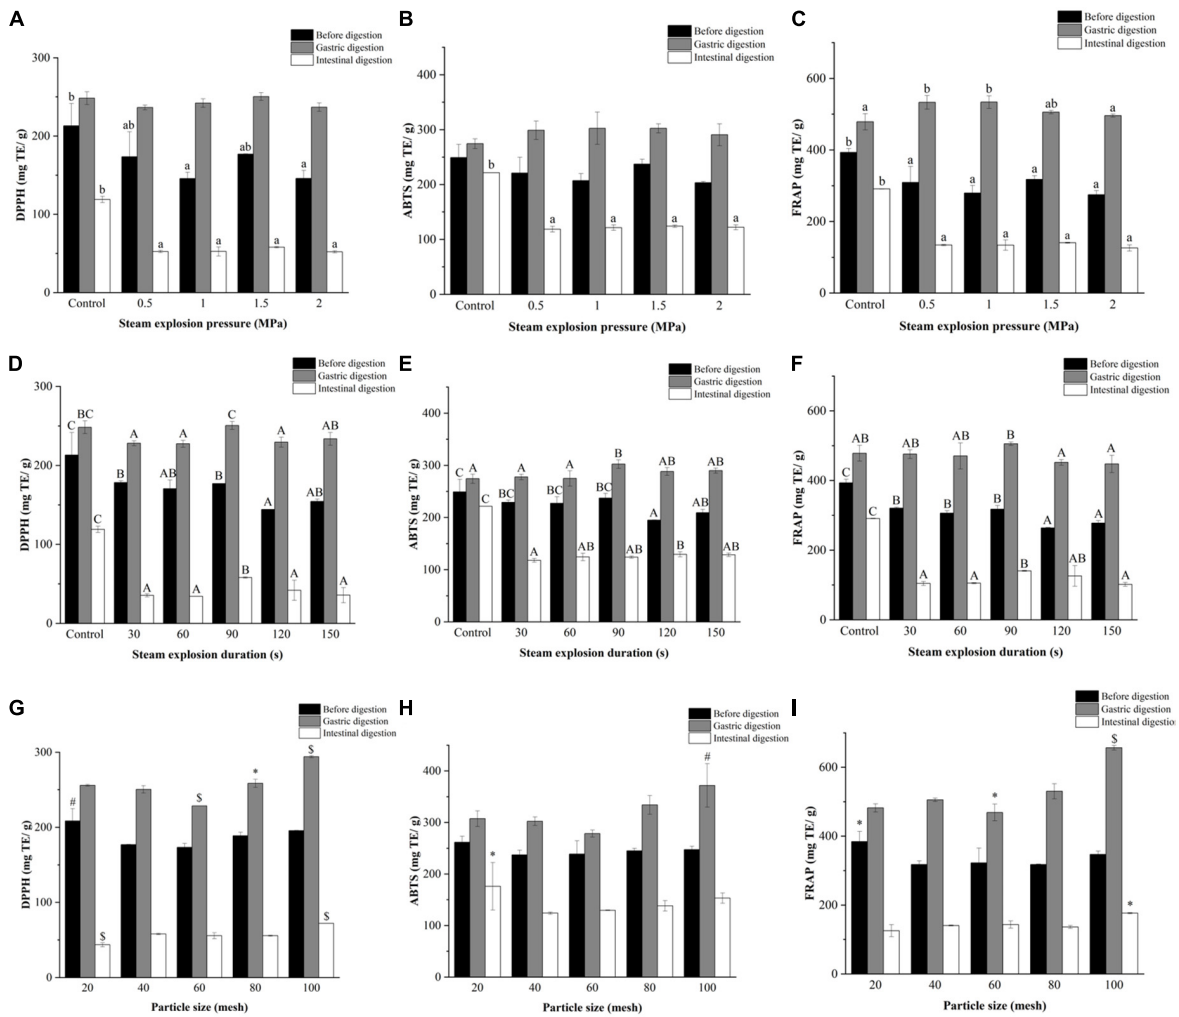 A
Before digestion
Gastric digestion
Intestinal digestion
300
200
100
0
DPPH (mg TE/ g)
b
b
ab
a
a
a
ab
a
a
a
Control 0.5 1 1.5 2
Steam explosion pressure (MPa)
B
Before digestion
Gastric digestion
Intestinal digestion
400
300
200
100
0
ABTS (mg TE/ g)
b
a
a
a
a
Control 0.5 1 1.5 2
Steam explosion pressure (MPa)
C
Before digestion
Gastric digestion
Intestinal digestion
600
400
200
0
FRAP (mg TE/ g)
b
a
b
a
b
a
a
b
a
a
ab
a
a
a
a
Control 0.5 1 1.5 2
Steam explosion pressure (MPa)
D
Before digestion
Gastric digestion
Intestinal digestion
300
200
100
0
DPPH (mg TE/ g)
C
BC
C
B
A
A
AB
A
A
B
C
B
A
A
A
AB
AB
A
Control 30 60 90 120 150
Steam explosion duration (s)
E
Before digestion
Gastric digestion
Intestinal digestion
400
300
200
100
0
ABTS (mg TE/ g)
C
A
C
BC
A
A
BC
A
AB
BC
B
AB
A
AB
B
AB
AB
AB
Control 30 60 90 120 150
Steam explosion duration (s)
F
Before digestion
Gastric digestion
Intestinal digestion
600
400
200
0
FRAP (mg TE/ g)
C
AB
C
B
AB
A
B
AB
A
B
B
B
A
A
AB
A
A
A
Control 30 60 90 120 150
Steam explosion duration (s)
G
Before digestion
Gastric digestion
Intestinal digestion
300
200
100
0
DPPH (mg TE/ g)
#
$
$
*
$
$
20 40 60 80 100
Particle size (mesh)
H
Before digestion
Gastric digestion
Intestinal digestion
400
300
200
100
0
ABTS (mg TE/ g)
*
#
20 40 60 80 100
Particle size (mesh)
I
Before digestion
Gastric digestion
Intestinal digestio
600
400
200
0
FRAP (mg TE/ g)
*
*
$
*
20 40 60 80 100
Particle size (mesh)